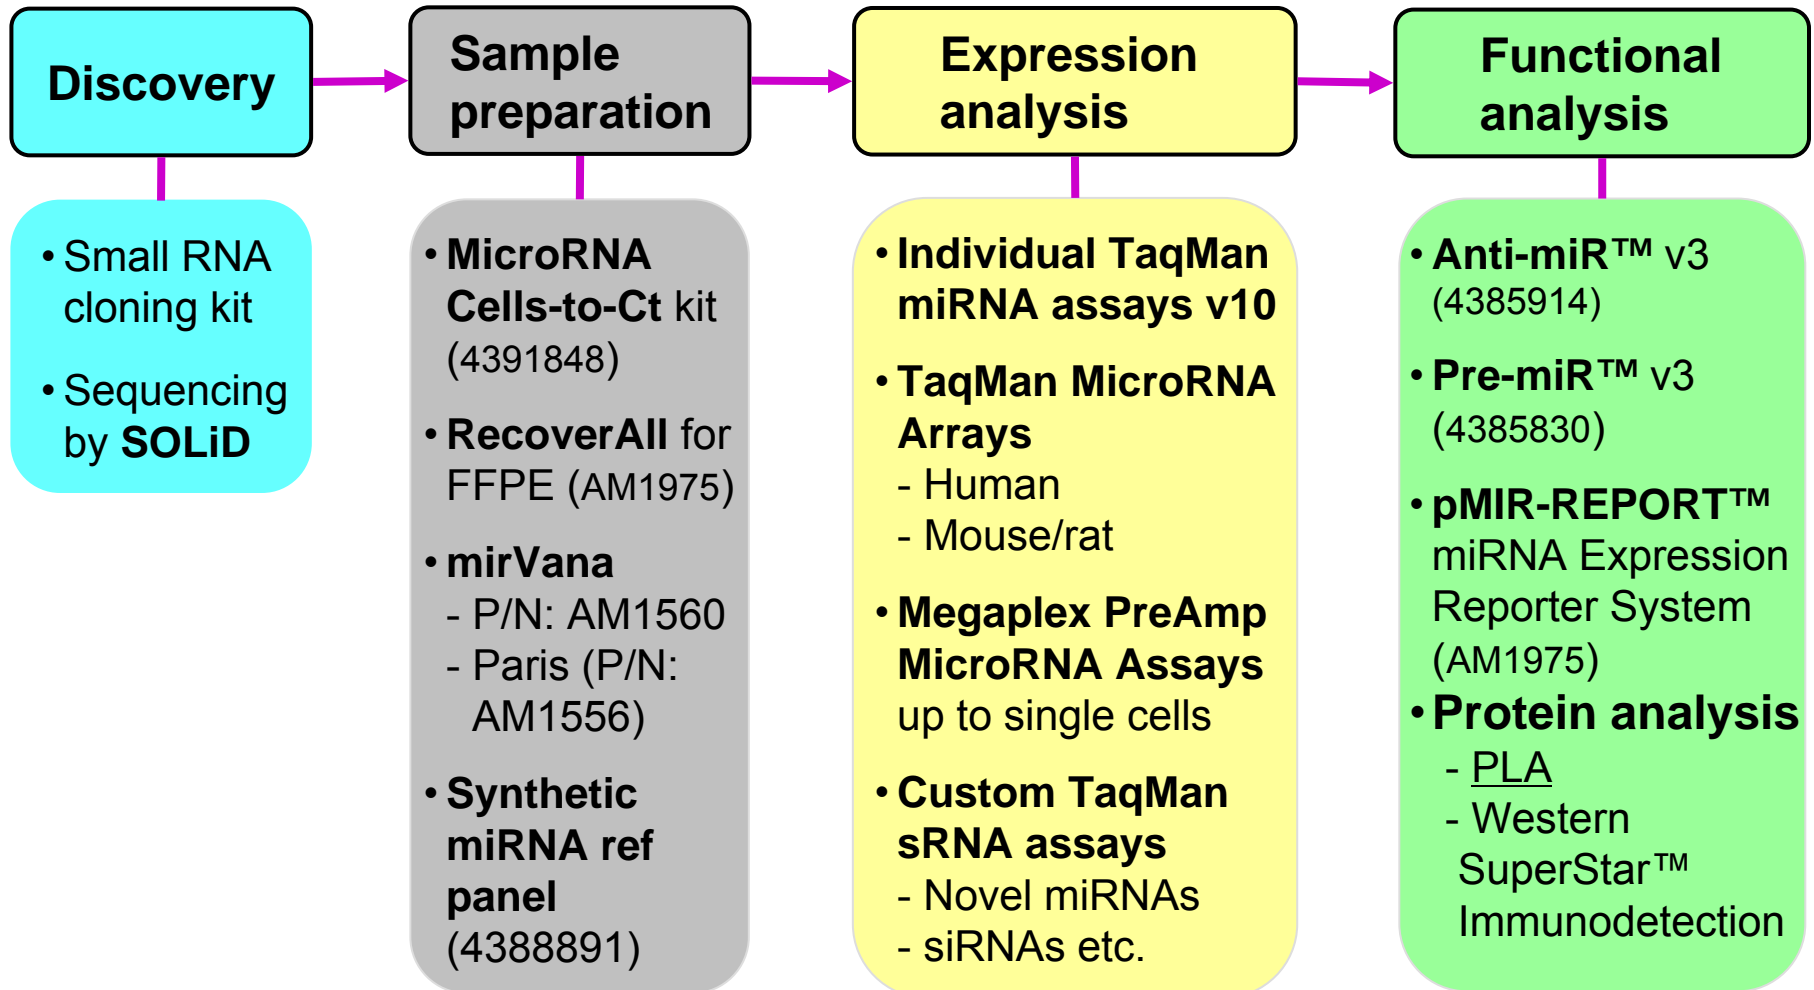 Discovery
Sample
preparation
Expression
analysis
Functional
analysis
• Small RNA
cloning kit
• Sequencing
by SOLiD
• MicroRNA
Cells-to-Ct kit
(4391848)
• RecoverAll for
FFPE (AM1975)
• mirVana
- P/N: AM1560
- Paris (P/N:
AM1556)
• Synthetic
miRNA ref
panel
(4388891)
• Individual TaqMan
miRNA assays v10
• TaqMan MicroRNA
Arrays
- Human
- Mouse/rat
• Megaplex PreAmp
MicroRNA Assays
up to single cells
• Custom TaqMan
sRNA assays
- Novel miRNAs
- siRNAs etc.
• Anti-miR™ v3
(4385914)
• Pre-miR™ v3
(4385830)
• pMIR-REPORT™
miRNA Expression
Reporter System
(AM1975)
• Protein analysis
- PLA
- Western
SuperStar™
Immunodetection